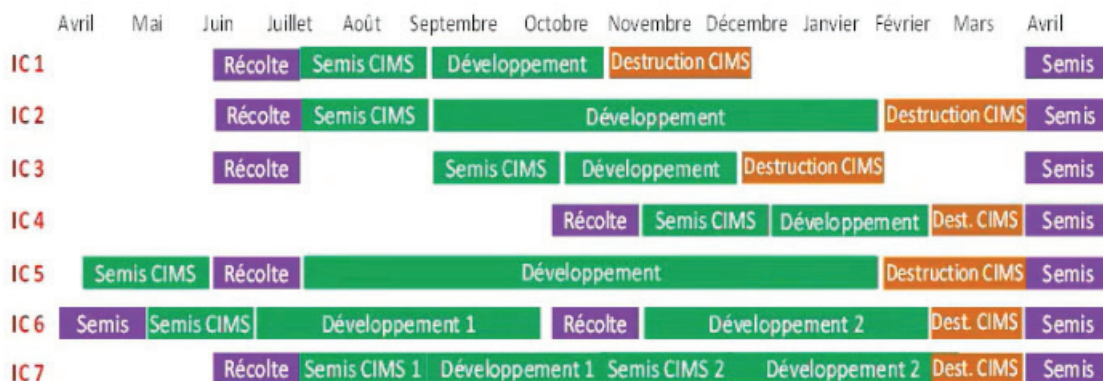 Avril Mai Juin Juillet Août Septembre Octobre Novembre Décembre Janvier Février Mars Avril
IC 1 Récolte Semis CIMS Développement Destruction CIMS Semis
IC 2 Récolte Semis CIMS Développement Destruction CIMS Semis
IC 3 Récolte Semis CIMS Développement Destruction CIMS Semis
IC 4 Récolte Semis CIMS Développement Dest. CIMS Semis
IC 5 Semis CIMS Récolte Développement Destruction CIMS Semis
IC 6 Semis Semis CIMS Développement 1 Récolte Développement 2 Dest. CIMS Semis
IC 7 Récolte Semis CIMS 1 Développement 1 Semis CIMS 2 Développement 2 Dest. CIMS Semis